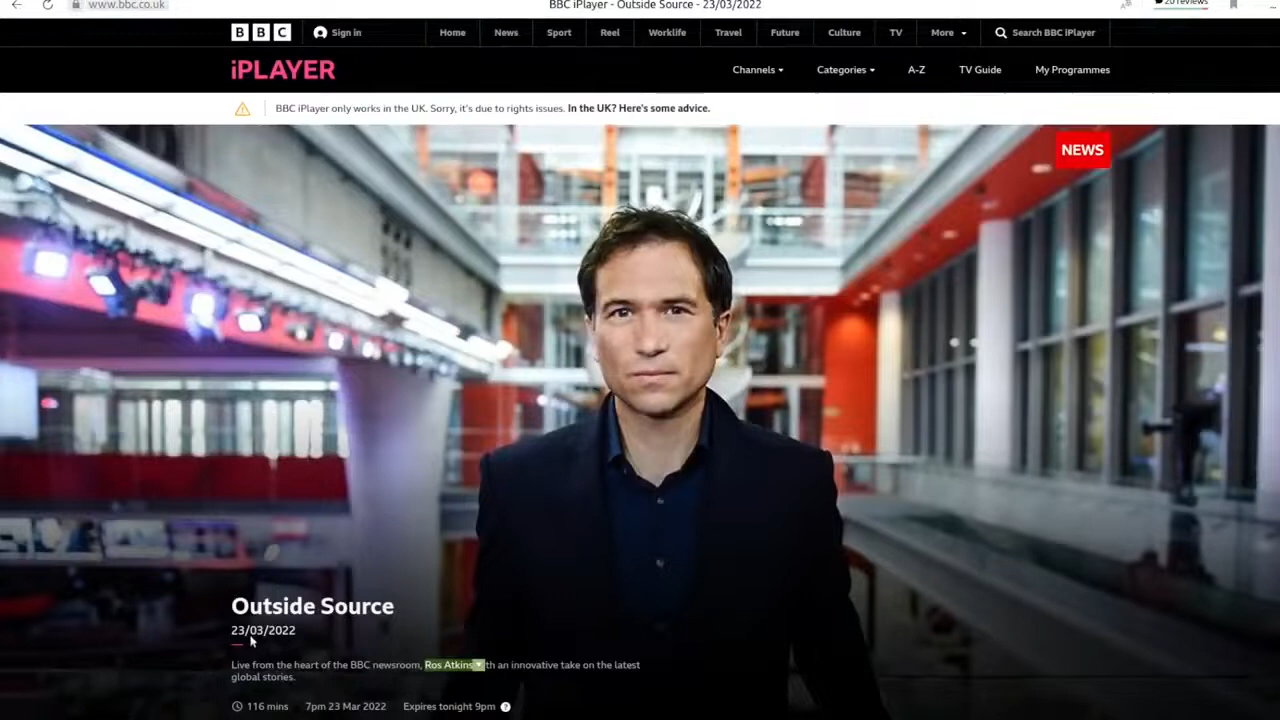 www.bbc.co.uk
BBC iPlayer - Outside Source - 23/03/2022
20 reviews
BBC
Sign in
Home
News
Sport
Reel
Worklife
Travel
Future
Culture
TV
More
Search BBC iPlayer
iPLAYER
Channels
Categories
A-Z
TV Guide
My Programmes
BBC iPlayer only works in the UK. Sorry, it's due to rights issues. In the UK? Here's some advice.
NEWS
Outside Source
23/03/2022
Live from the heart of the BBC newsroom, Ros Atkins th an innovative take on the latest
global stories.
116 mins
7pm 23 Mar 2022
Expires tonight 9pm
?